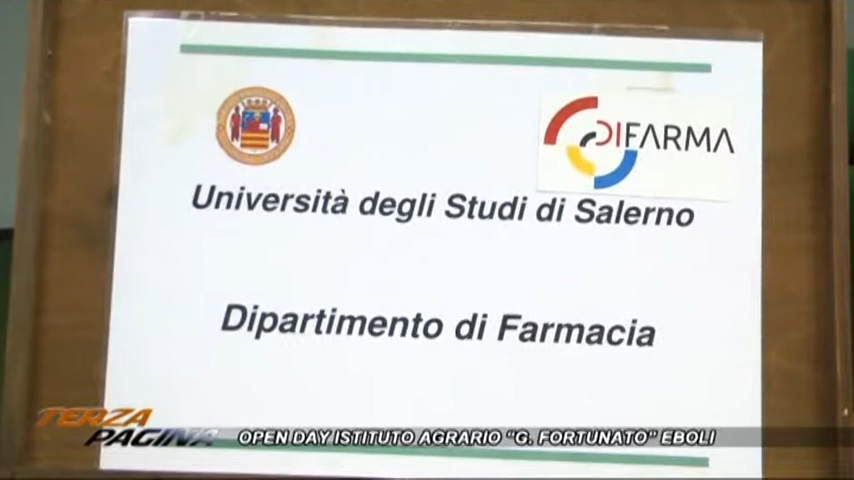 DIFARMA
Università degli Studi di Salerno
Dipartimento di Farmacia
TERZA
PAGINA
OPEN DAY ISTITUTO AGRARIO “G. FORTUNATO” EBOLI